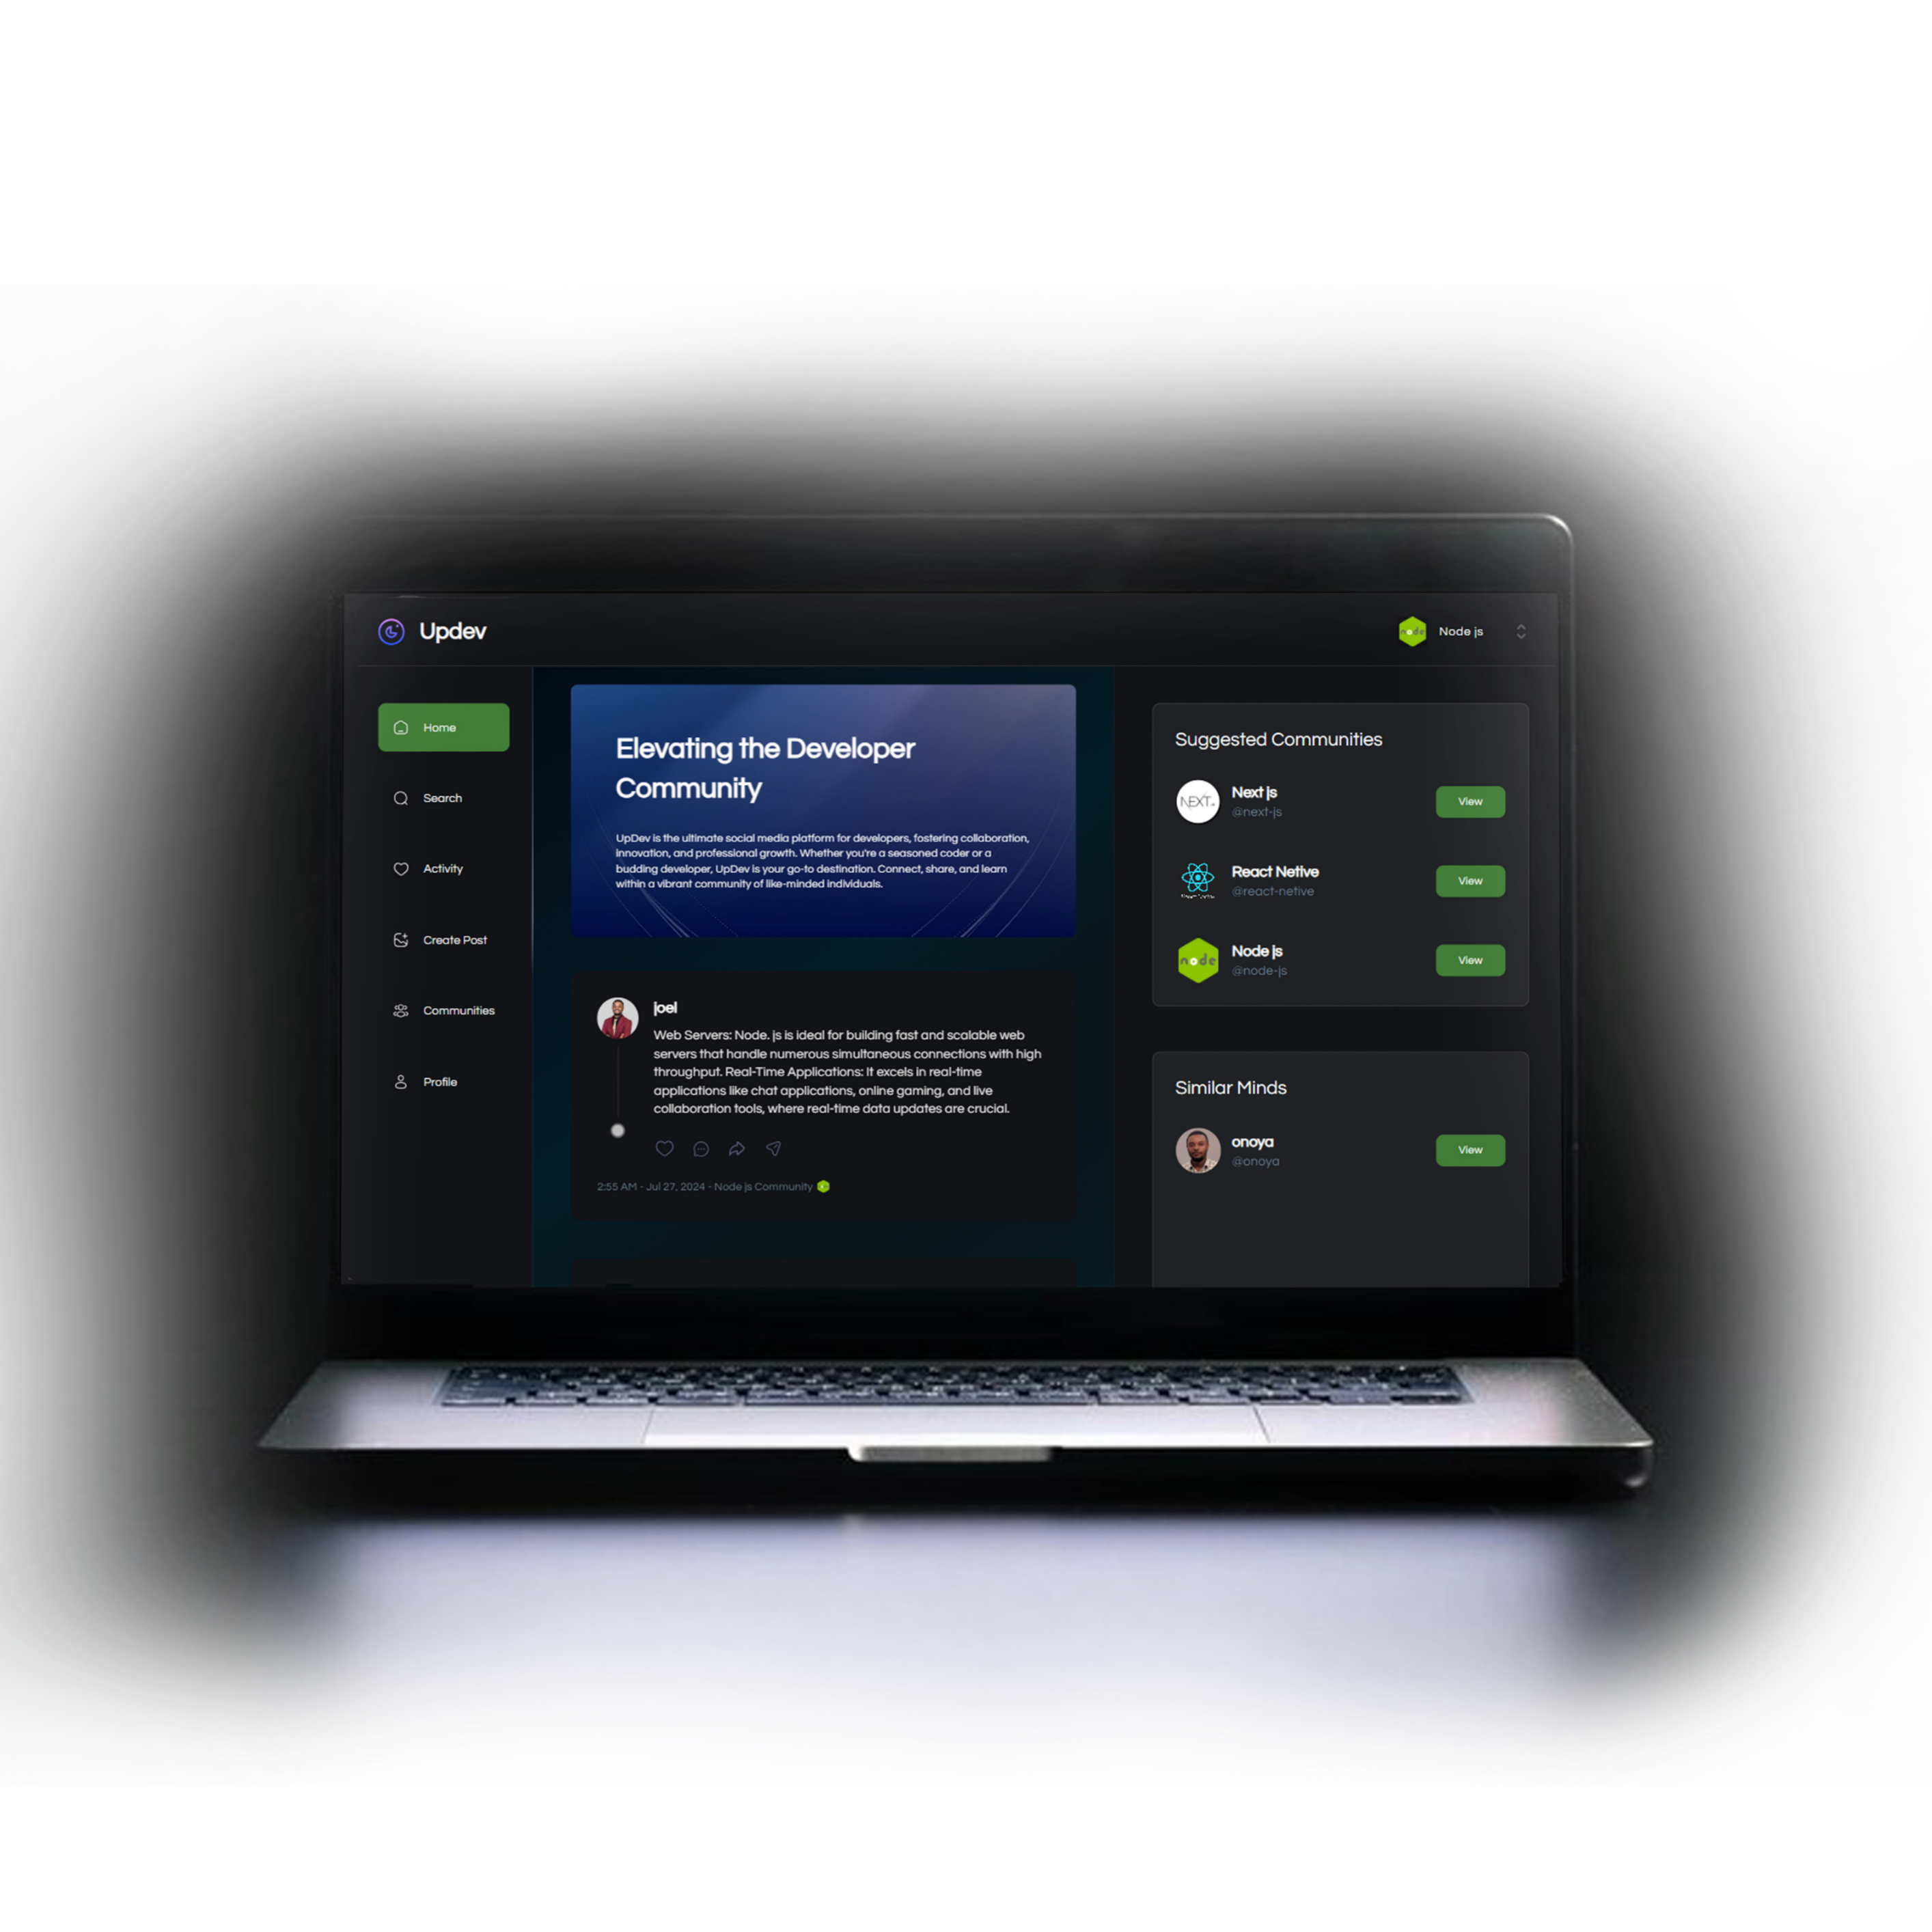 Updev
node
Node js
Home
Search
Activity
Create Post
Communities
Profile
Elevating the Developer
Community
UpDev is the ultimate social media platform for developers, fostering collaboration,
innovation, and professional growth. Whether you're a seasoned coder or a
budding developer, UpDev is your go-to destination. Connect, share, and learn
within a vibrant community of like-minded individuals.
joel
Web Servers: Node. js is ideal for building fast and scalable web
servers that handle numerous simultaneous connections with high
throughput. Real-Time Applications: It excels in real-time
applications like chat applications, online gaming, and live
collaboration tools, where real-time data updates are crucial.
2:55 AM - Jul 27, 2024 - Node js Community
Suggested Communities
NEXT.
Next js
@next-js
View
React Netive
@react-netive
View
node
Node js
@node-js
View
Similar Minds
onoya
@onoya
View